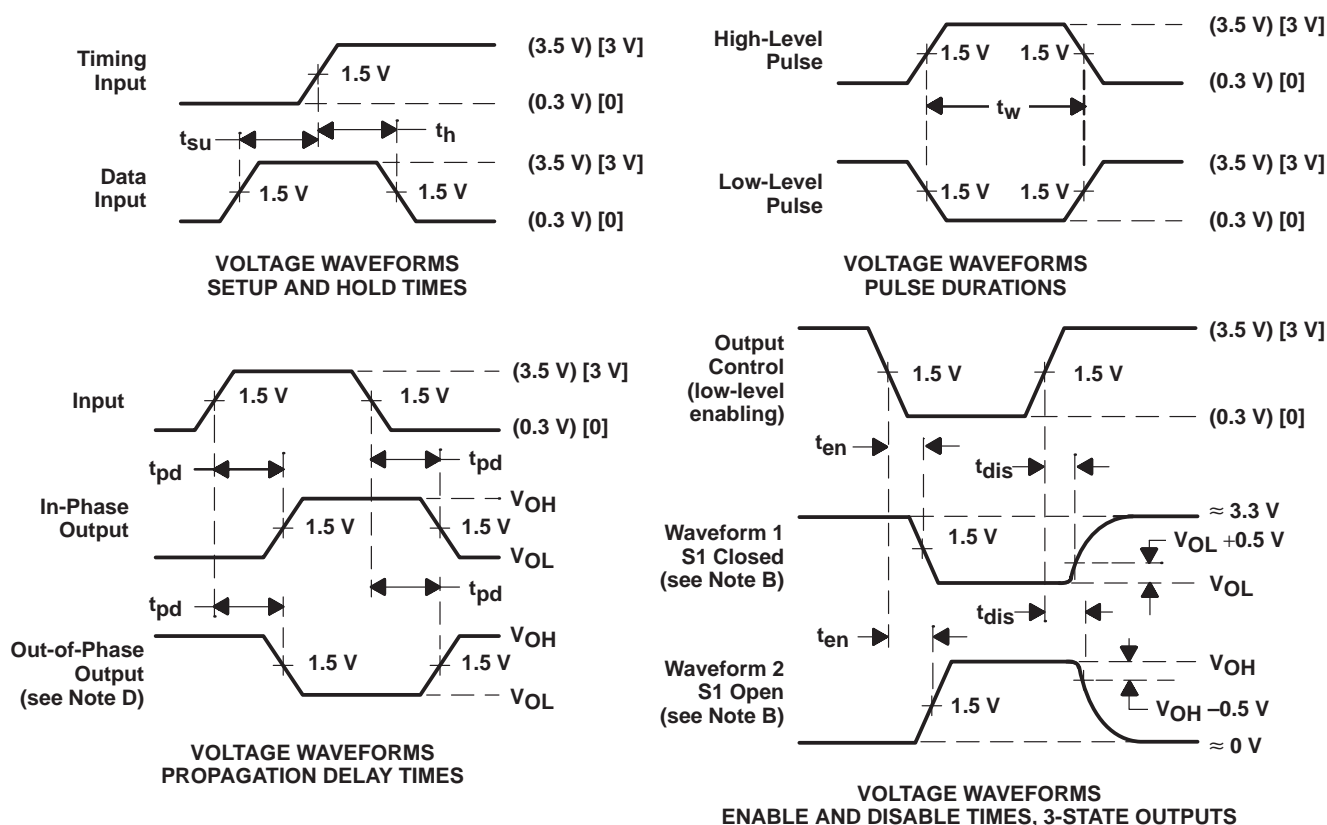 Timing
Input
1.5 V
(3.5 V) [3 V]
(0.3 V) [0]
tsu
th
Data
Input
1.5 V
1.5 V
(3.5 V) [3 V]
(0.3 V) [0]
VOLTAGE WAVEFORMS
SETUP AND HOLD TIMES
High-Level
Pulse
1.5 V
1.5 V
(3.5 V) [3 V]
(0.3 V) [0]
tw
Low-Level
Pulse
1.5 V
1.5 V
(3.5 V) [3 V]
(0.3 V) [0]
VOLTAGE WAVEFORMS
PULSE DURATIONS
Input
1.5 V
1.5 V
(3.5 V) [3 V]
(0.3 V) [0]
tpd
tpd
In-Phase
Output
1.5 V
1.5 V
VOH
VOL
tpd
tpd
Out-of-Phase
Output
(see Note D)
1.5 V
1.5 V
VOH
VOL
VOLTAGE WAVEFORMS
PROPAGATION DELAY TIMES
Output
Control
(low-level
enabling)
1.5 V
1.5 V
(3.5 V) [3 V]
(0.3 V) [0]
ten
tdis
Waveform 1
S1 Closed
(see Note B)
1.5 V
≈ 3.3 V
VOL +0.5 V
VOL
ten
tdis
Waveform 2
S1 Open
(see Note B)
1.5 V
VOH
VOH –0.5 V
≈ 0 V
VOLTAGE WAVEFORMS
ENABLE AND DISABLE TIMES, 3-STATE OUTPUTS